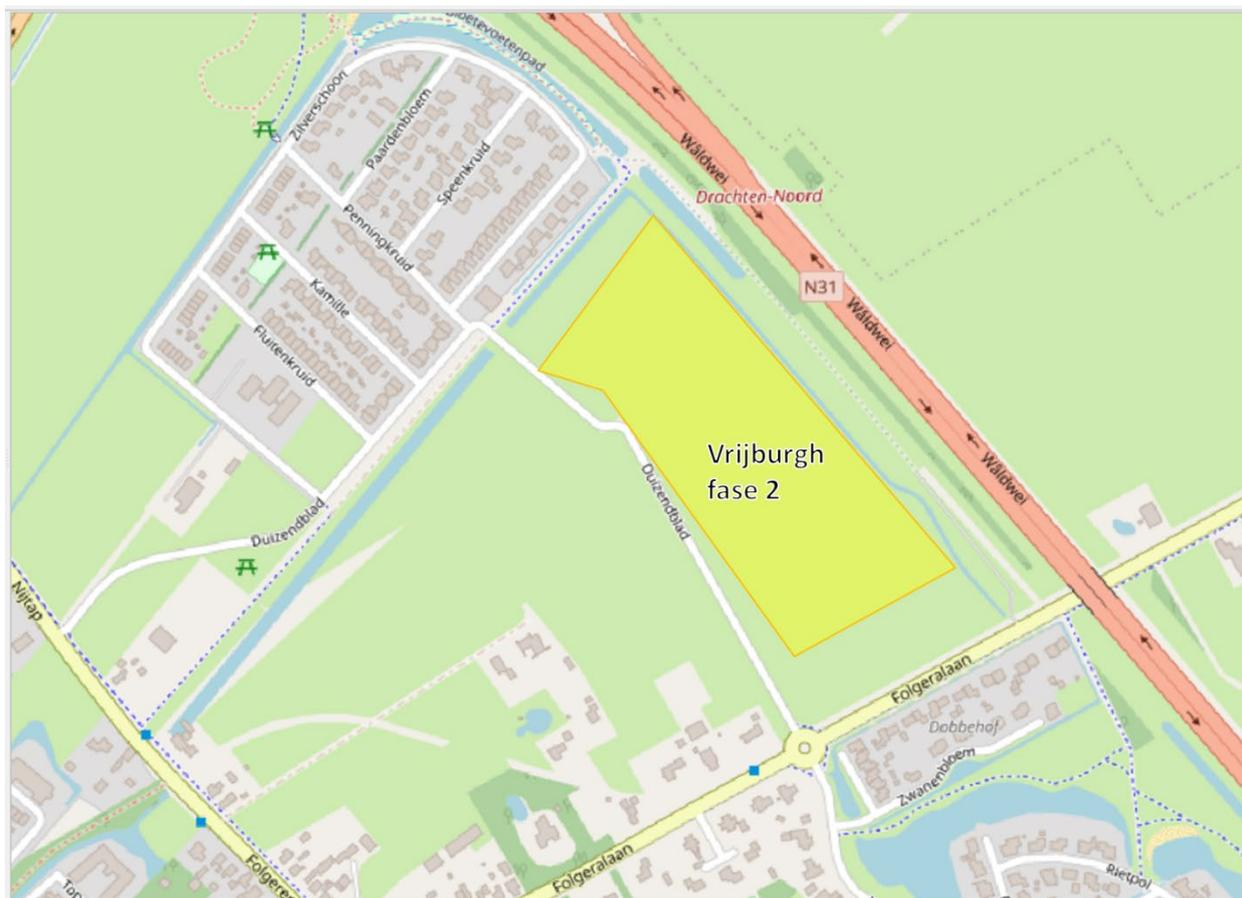 Blotevoetenpad
Zilverschoon
Paardenbloem
Speenkruid
Wâldwei
Drachten-Noord
Penningkruid
N31
Kamille
Wâldwei
Fluitenkruid
Vrijburgh
fase 2
Wâldwei
Duizendblad
Duizendblad
Nijtap
Folgeralaan
Dobbehof
Zwanenbloem
Folgeralaan
Rietpol